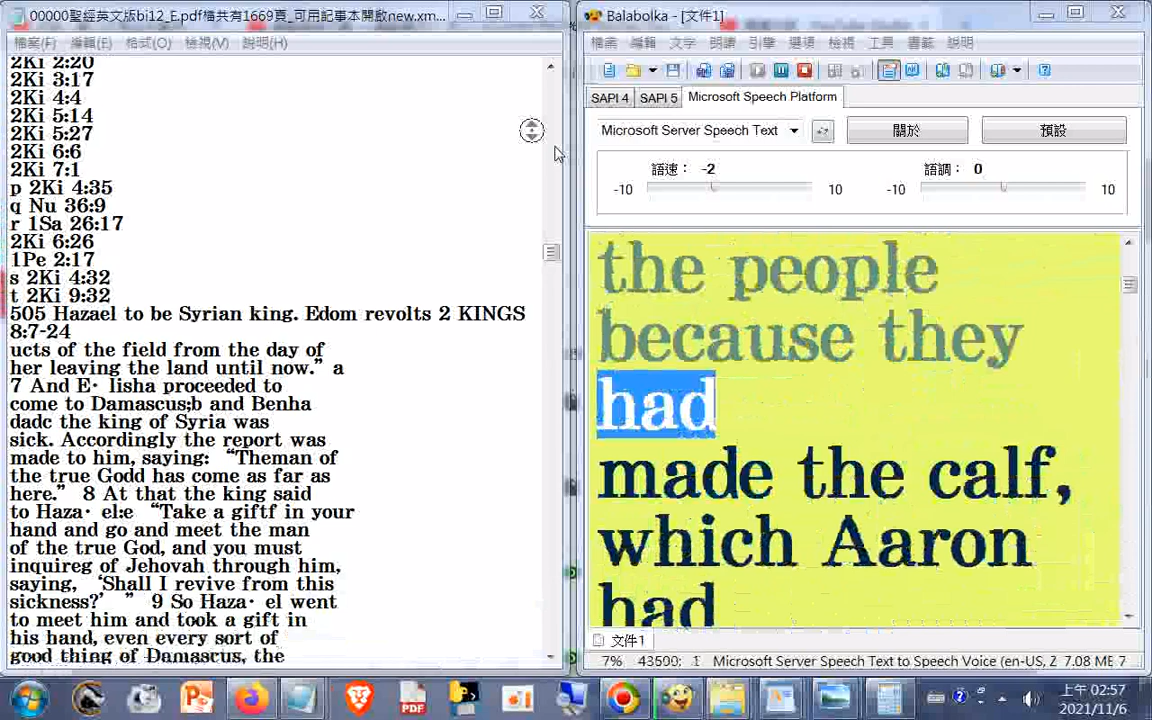 00000聖經英文版bi12_E.pdf檔共有1669頁_可用記事本開啟new.xm...
檔案(F) 編輯(E) 格式(O) 檢視(V) 說明(H)
2Ki 2:20
2Ki 3:17
2Ki 4:4
2Ki 5:14
2Ki 5:27
2Ki 6:6
2Ki 7:1
p 2Ki 4:35
q Nu 36:9
r 1Sa 26:17
2Ki 6:26
1Pe 2:17
s 2Ki 4:32
t 2Ki 9:32
505 Hazael to be Syrian king. Edom revolts 2 KINGS
8:7-24
ucts of the field from the day of
her leaving the land until now.” a
7 And E· lisha proceeded to
come to Damascus;b and Benha
dadc the king of Syria was
sick. Accordingly the report was
made to him, saying: “Theman of
the true Godd has come as far as
here.” 8 At that the king said
to Haza· el:e “Take a giftf in your
hand and go and meet the man
of the true God, and you must
inquireg of Jehovah through him,
saying, ‘Shall I revive from this
sickness?’ ” 9 So Haza· el went
to meet him and took a gift in
his hand, even every sort of
good thing of Damascus, the
Balabolka - [文件1]
檔案 編輯 文字 朗讀 引擎 選項 檢視 工具 書籤 說明
SAPI 4 SAPI 5 Microsoft Speech Platform
Microsoft Server Speech Text 關於 預設
語速： -2 語調： 0
-10 10 -10 10
the people
because they
had
made the calf,
which Aaron
had
文件1
7% 43500: 1 Microsoft Server Speech Text to Speech Voice (en-US, Z 7.08 MB 7
PDF
上午 02:57
2021/11/6